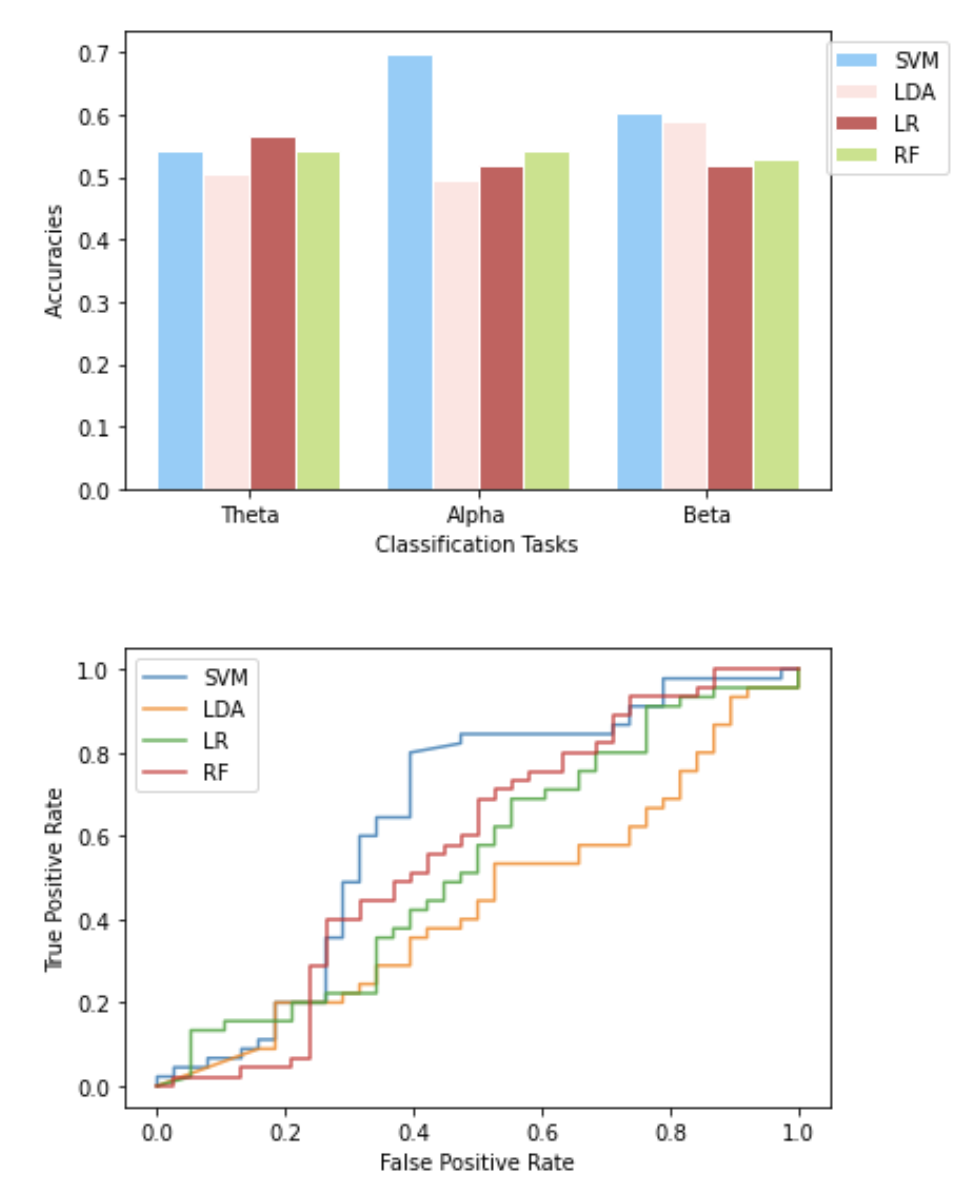 0.7
0.6
0.5
0.4
0.3
0.2
0.1
0.0
Accuracies
Theta Alpha Beta
Classification Tasks
SVM
LDA
LR
RF
1.0
0.8
0.6
0.4
0.2
0.0
True Positive Rate
SVM
LDA
LR
RF
0.0 0.2 0.4 0.6 0.8 1.0
False Positive Rate